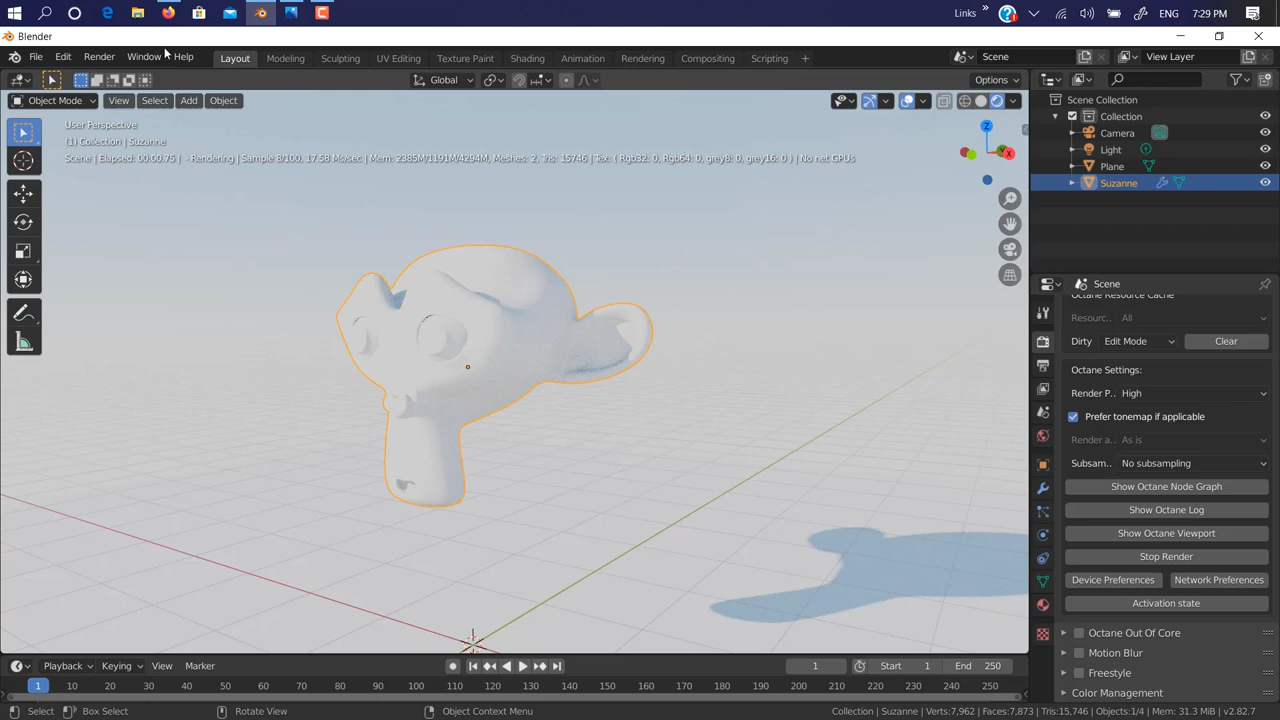 Links » ENG 7:29 PM
Blender
File Edit Render Window Help Layout Modeling Sculpting UV Editing Texture Paint Shading Animation Rendering Compositing Scripting + Scene View Layer
Global Options
Object Mode View Select Add Object
User Perspective
(1) Collection | Suzanne
Scene | Elapsed: 00:00.75 - Rendering | Sample 8/100, 17.58 Ms/sec | Mem: 2385M/1191M/4294M, Meshes: 2, Tris: 15746 | Tex: ( Rgb32: 0, Rgb64: 0, grey8: 0, grey16: 0 ) | No net GPUs
Z
Y
X
Scene Collection
Collection
Camera
Light
Plane
Suzanne
Scene
Octane Resource Cache
Resourc.. All
Dirty Edit Mode Clear
Octane Settings:
Render P.. High
Prefer tonemap if applicable
Render a.. As is
Subsam.. No subsampling
Show Octane Node Graph
Show Octane Log
Show Octane Viewport
Stop Render
Device Preferences Network Preferences
Activation state
Octane Out Of Core
Motion Blur
Freestyle
Color Management
Playback Keying View Marker 1 Start 1 End 250
1 10 20 30 40 50 60 70 80 90 100 110 120 130 140 150 160 170 180 190 200 210 220 230 240 250
Select Box Select Rotate View Object Context Menu Collection | Suzanne | Verts:7,962 | Faces:7,873 | Tris:15,746 | Objects:1/4 | Mem: 31.3 MiB | v2.82.7